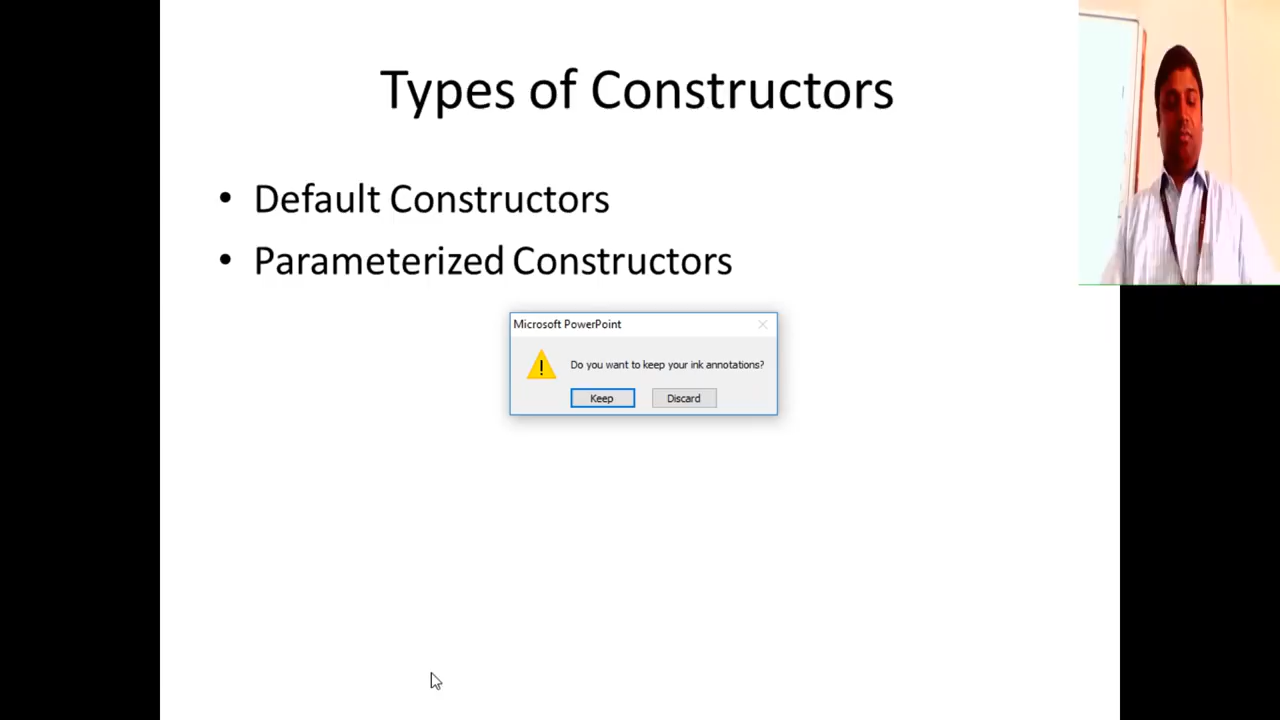 Types of Constructors
• Default Constructors
• Parameterized Constructors
Microsoft PowerPoint
Do you want to keep your ink annotations?
Keep Discard